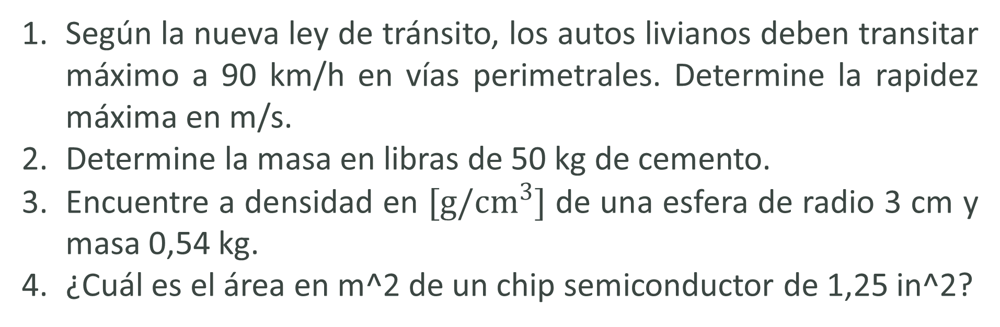 1. Según la nueva ley de tránsito, los autos livianos deben transitar
máximo a 90 km/h en vías perimetrales. Determine la rapidez
máxima en m/s.
2. Determine la masa en libras de 50 kg de cemento.
3. Encuentre a densidad en [g/cm³] de una esfera de radio 3 cm y
masa 0,54 kg.
4. ¿Cuál es el área en m^2 de un chip semiconductor de 1,25 in^2?